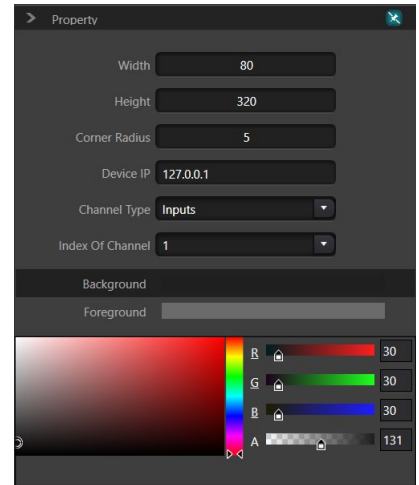 Property
Width 80
Height 320
Corner Radius 5
Device IP 127.0.0.1
Channel Type Inputs
Index Of Channel 1
Background
Foreground
R 30
G 30
B 30
A 131